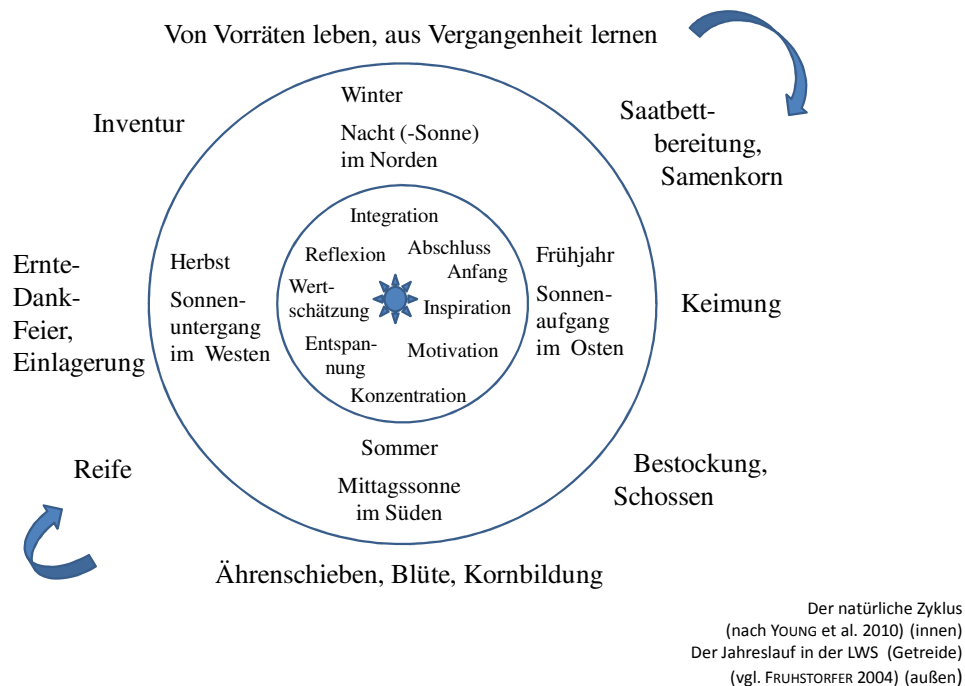 Von Vorräten leben, aus Vergangenheit lernen
Inventur
Winter
Nacht (-Sonne)
im Norden
Saatbett-
bereitung,
Samenkorn
Integration
Reflexion
Abschluss
Anfang
Wert-
schätzung
Inspiration
Entspan-
nung
Motivation
Konzentration
Herbst
Sonnen-
untergang
im Westen
Frühjahr
Sonnen-
aufgang
im Osten
Ernte-
Dank-
Feier,
Einlagerung
Keimung
Sommer
Mittagssonne
im Süden
Reife
Bestockung,
Schossen
Ährenschieben, Blüte, Kornbildung
Der natürliche Zyklus
(nach YOUNG et al. 2010) (innen)
Der Jahreslauf in der LWS (Getreide)
(vgl. FRUHSTORFER 2004) (außen)